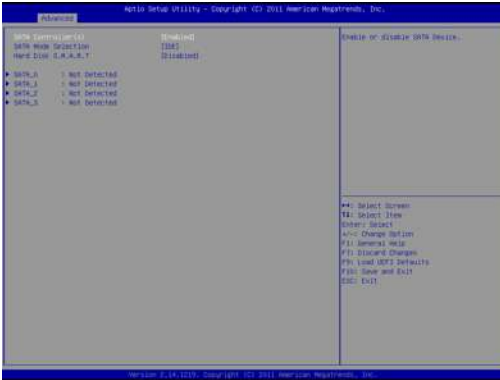 Aptio Setup Utility - Copyright (C) 2011 American Megatrends, Inc.
Advanced
SATA Controller(s) [Enabled]
SATA Mode Selection [IDE]
Hard Disk S.M.A.R.T [Disabled]
SATA_0 : Not Detected
SATA_1 : Not Detected
SATA_2 : Not Detected
SATA_3 : Not Detected
Enable or disable SATA Device.
→←: Select Screen
↑↓: Select Item
Enter: Select
+/-: Change Option
F1: General Help
F7: Discard Changes
F9: Load UEFI Defaults
F10: Save and Exit
ESC: Exit
Version 2.14.1219. Copyright (C) 2011 American Megatrends, Inc.